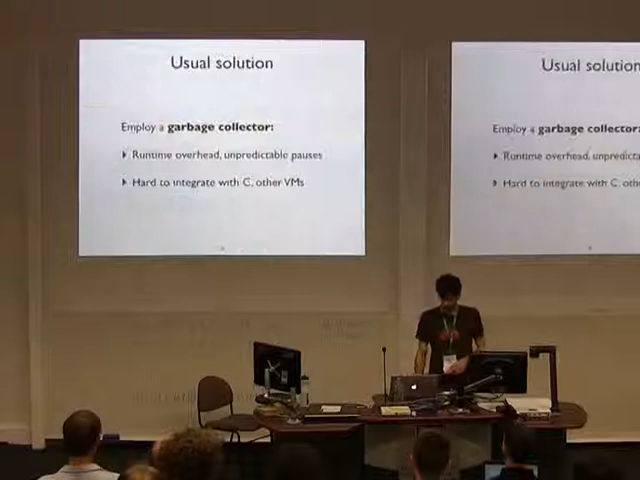 Usual solution
Employ a garbage collector:
Runtime overhead, unpredictable pauses
Hard to integrate with C, other VMs
Usual solution
Employ a garbage collector:
Runtime overhead, unpredicta
Hard to integrate with C, oth